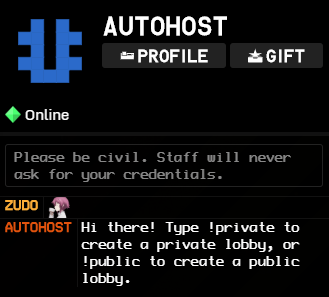 AUTOHOST
PROFILE
GIFT
Online
Please be civil. Staff will never
ask for your credentials.
ZUDO
AUTOHOST Hi there! Type !private to
create a private lobby, or
!public to create a public
lobby.